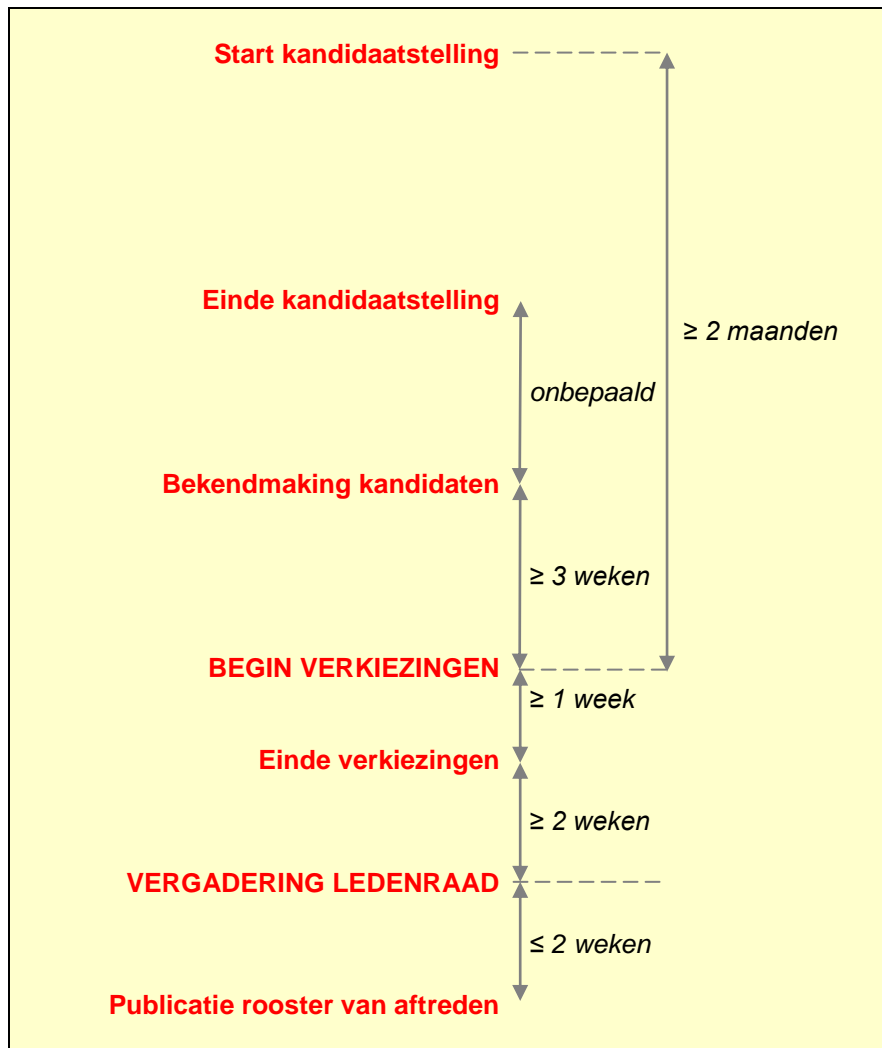 Start kandidaatstelling
Einde kandidaatstelling
≥ 2 maanden
onbepaald
Bekendmaking kandidaten
≥ 3 weken
BEGIN VERKIEZINGEN
≥ 1 week
Einde verkiezingen
≥ 2 weken
VERGADERING LEDENRAAD
≤ 2 weken
Publicatie rooster van aftreden